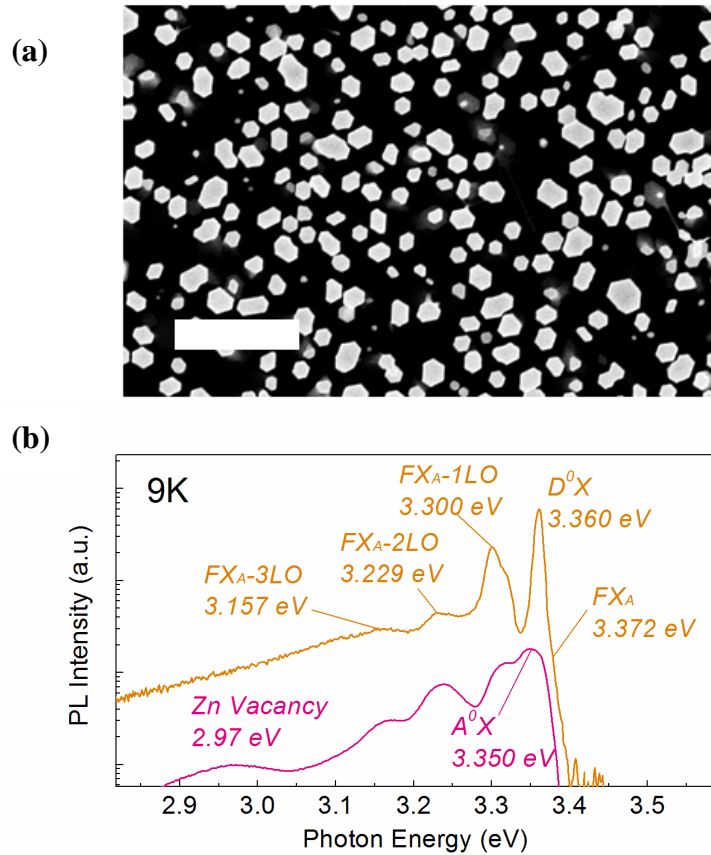 (a)
(b)
9K
FXA-1LO
3.300 eV
D⁰X
3.360 eV
FXA-2LO
3.229 eV
FXA-3LO
3.157 eV
FXA
3.372 eV
Zn Vacancy
2.97 eV
A⁰X
3.350 eV
PL Intensity (a.u.)
2.9 3.0 3.1 3.2 3.3 3.4 3.5
Photon Energy (eV)